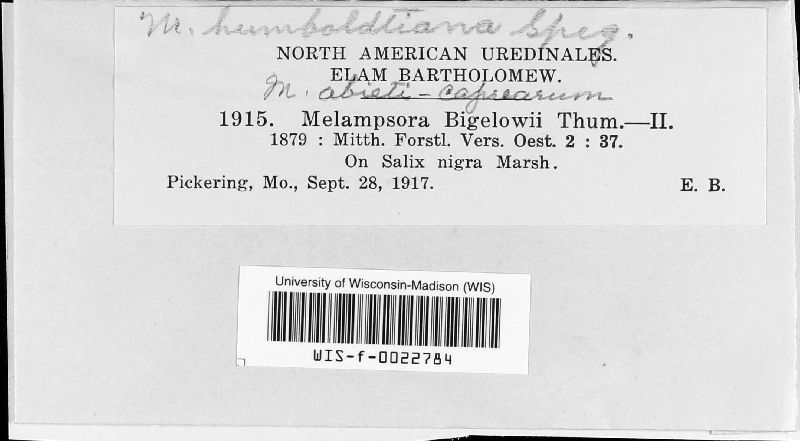 M. humboldtiana Speg.
NORTH AMERICAN UREDINALES.
ELAM BARTHOLOMEW.
M. abieti-caprearum
1915. Melampsora Bigelowii Thum.—II.
1879 : Mitth. Forstl. Vers. Oest. 2 : 37.
On Salix nigra Marsh.
Pickering, Mo., Sept. 28, 1917. E. B.
University of Wisconsin-Madison (WIS)
WIS-f-0022784